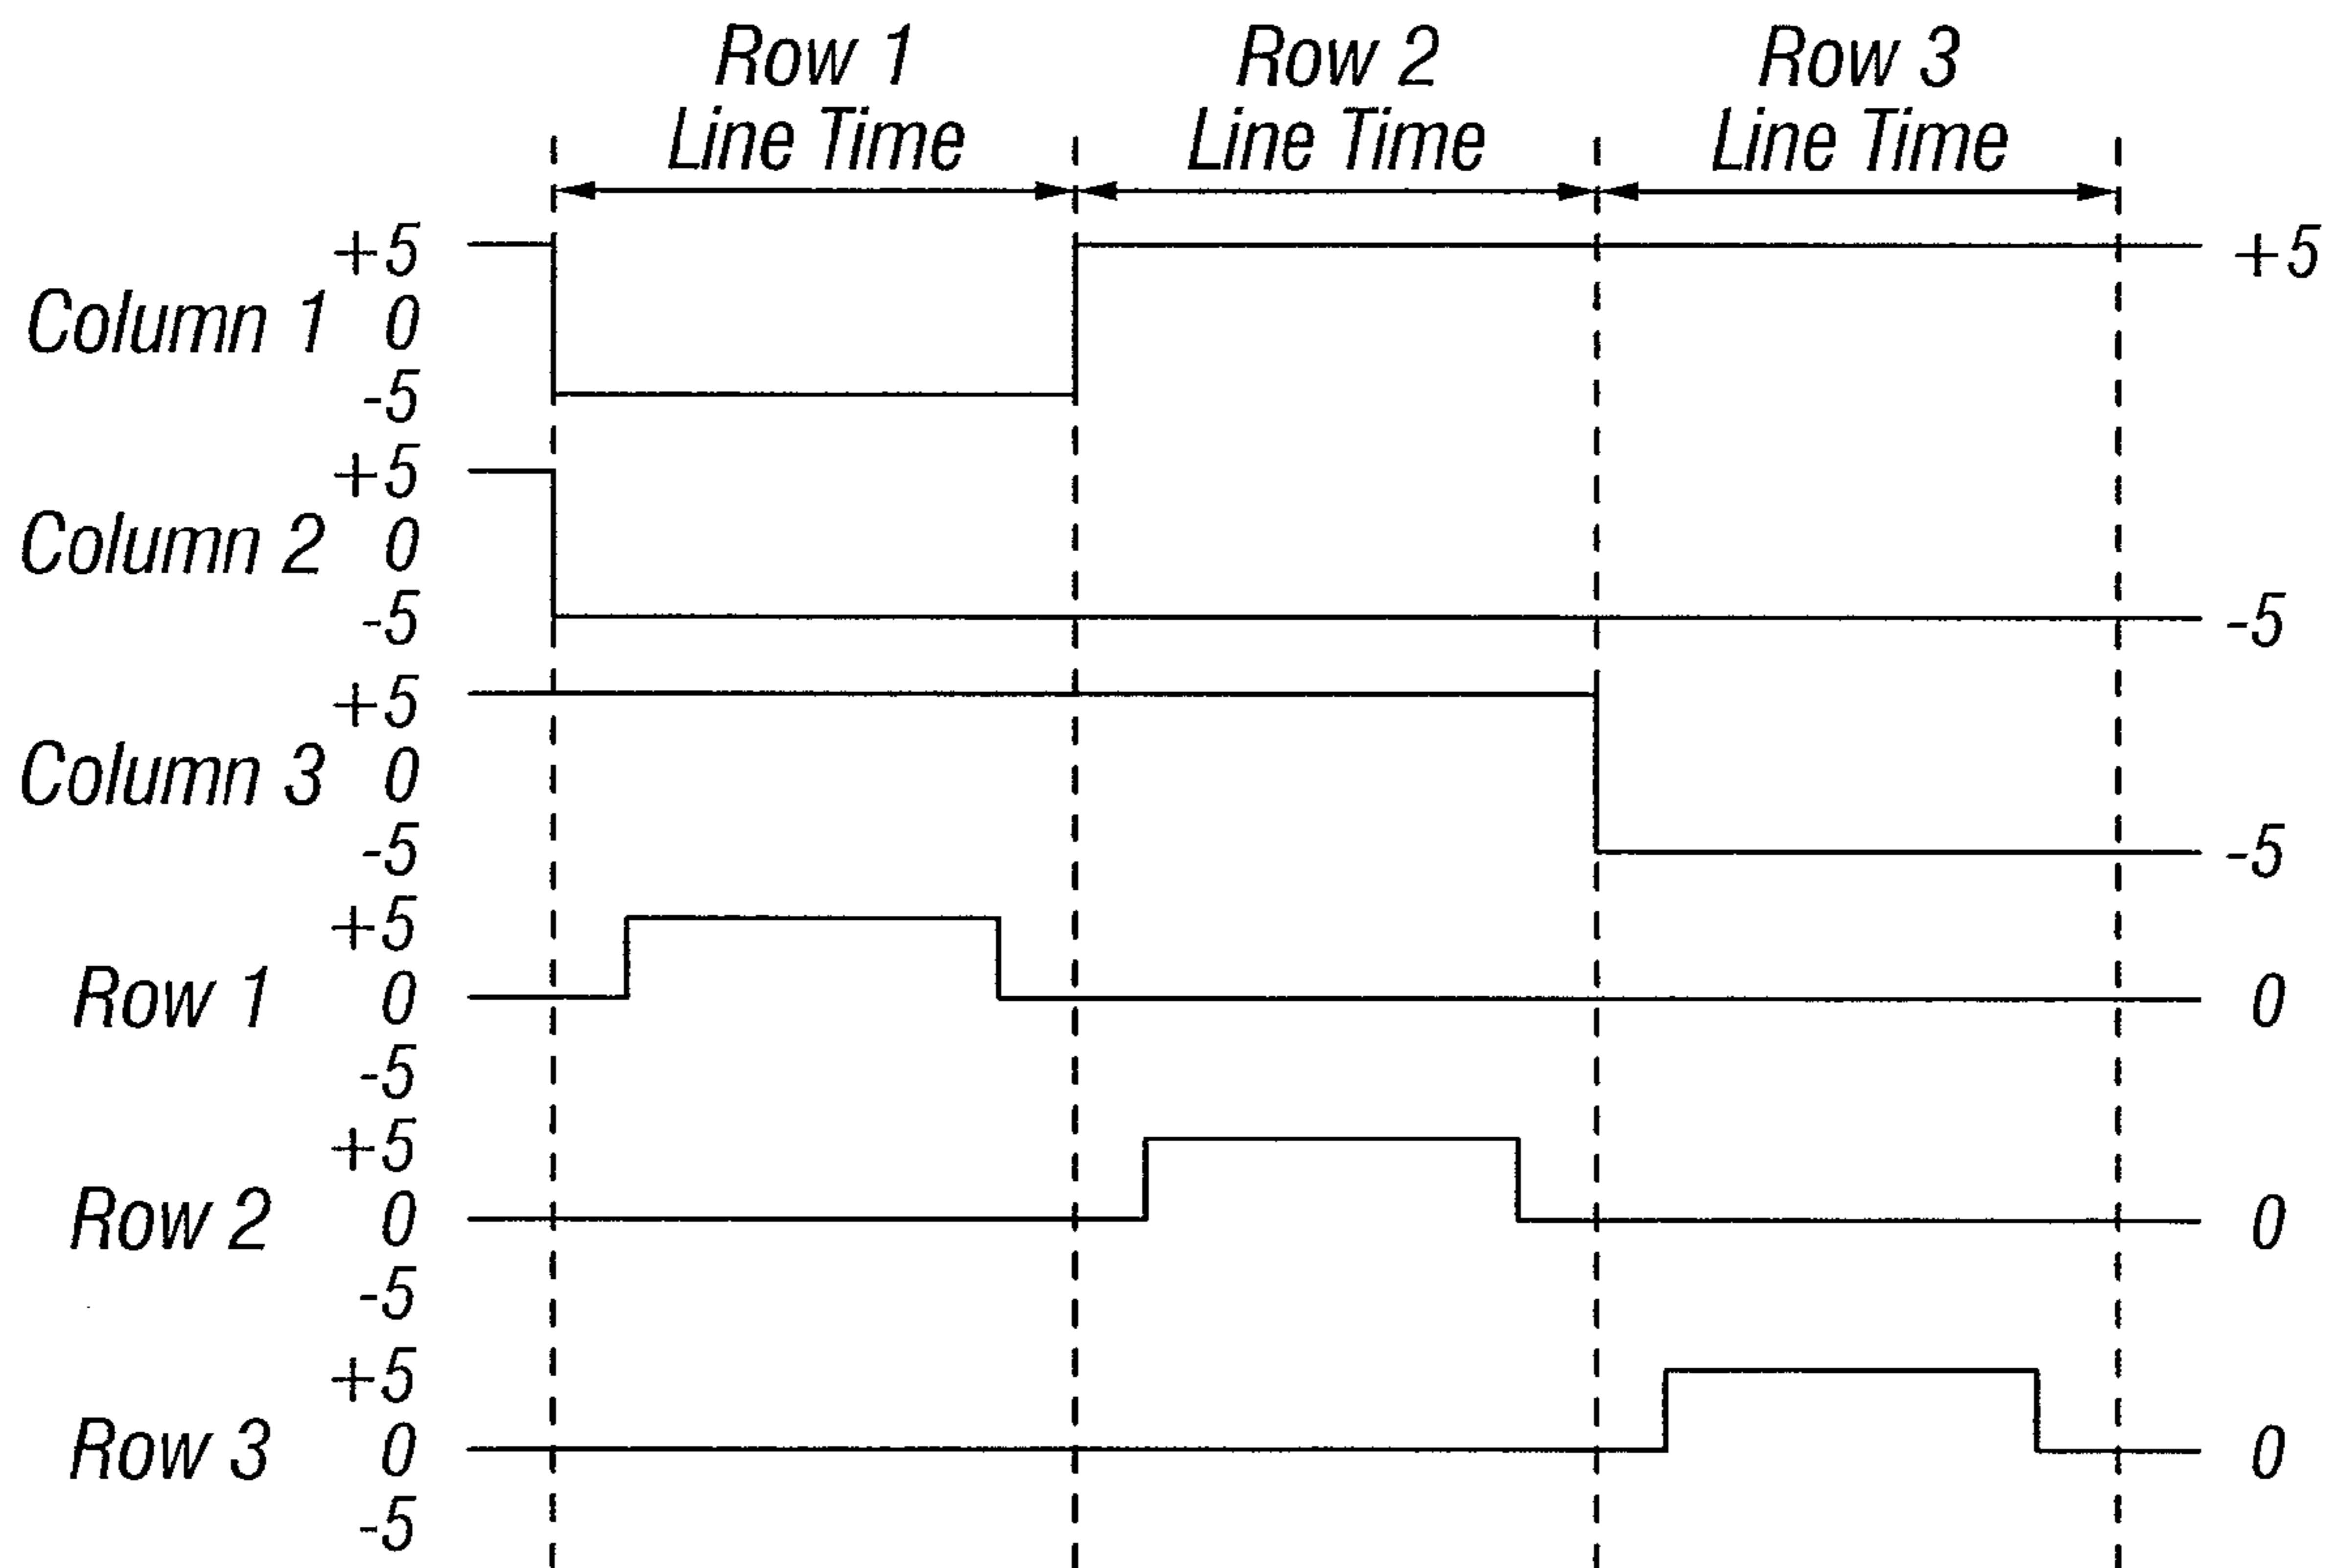 Row 1 Row 2 Row 3
Line Time Line Time Line Time
+5 +5
Column 1 0
-5
+5
Column 2 0
-5 -5
+5
Column 3 0
-5 -5
+5
Row 1 0 0
-5
+5
Row 2 0 0
-5
+5
Row 3 0 0
-5